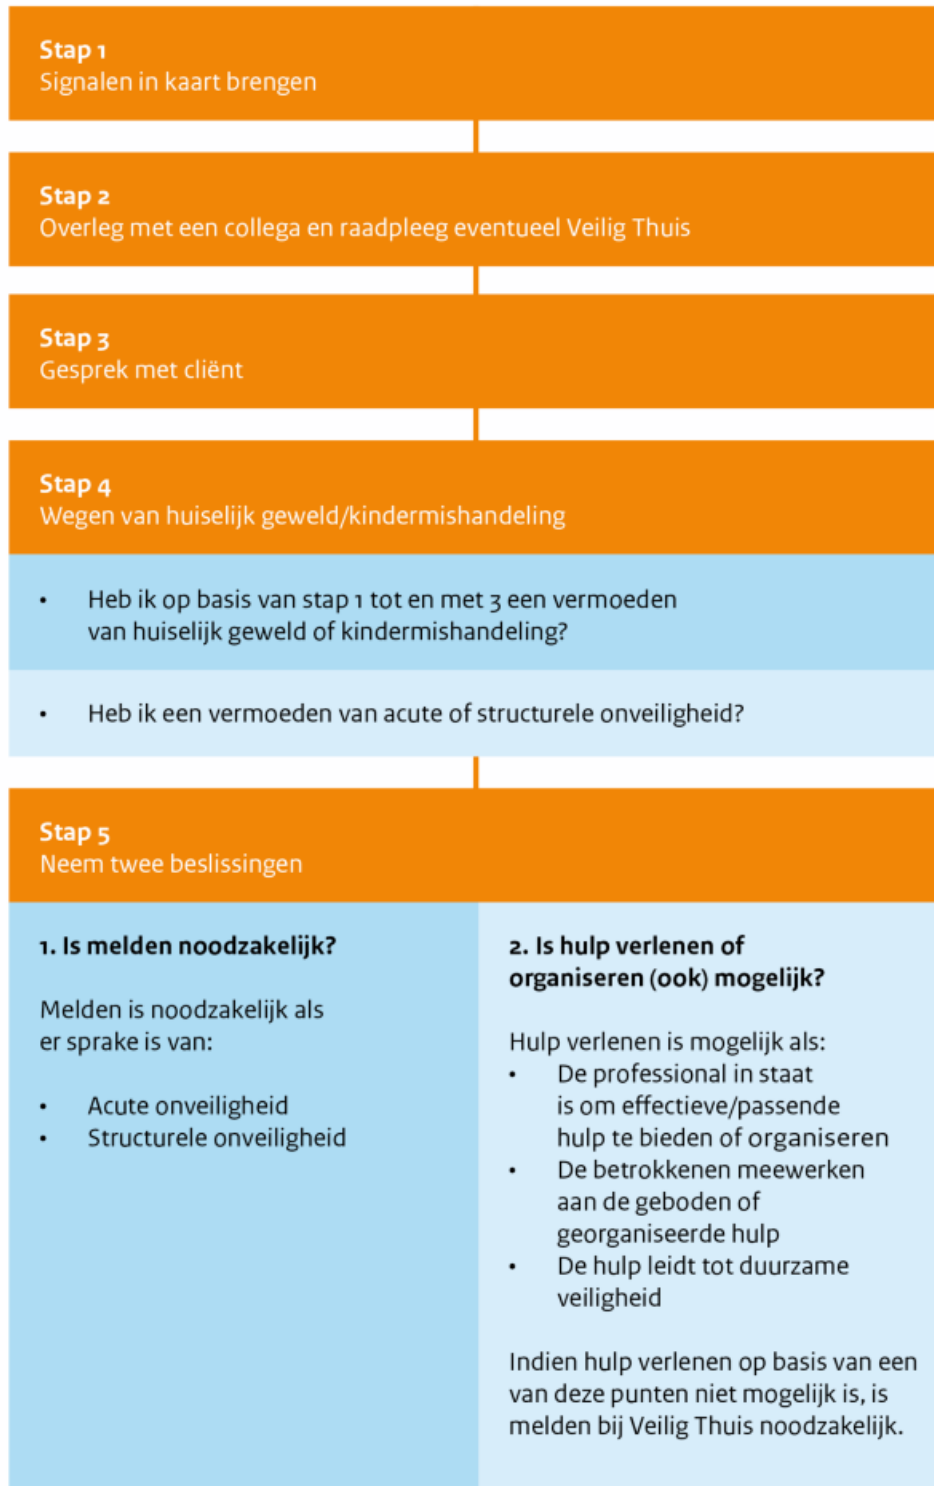 Stap 1
Signalen in kaart brengen
Stap 2
Overleg met een collega en raadpleeg eventueel Veilig Thuis
Stap 3
Gesprek met cliënt
Stap 4
Wegen van huiselijk geweld/kindermishandeling
• Heb ik op basis van stap 1 tot en met 3 een vermoeden
van huiselijk geweld of kindermishandeling?
• Heb ik een vermoeden van acute of structurele onveiligheid?
Stap 5
Neem twee beslissingen
1. Is melden noodzakelijk?
Melden is noodzakelijk als
er sprake is van:
• Acute onveiligheid
• Structurele onveiligheid
2. Is hulp verlenen of
organiseren (ook) mogelijk?
Hulp verlenen is mogelijk als:
• De professional in staat
is om effectieve/passende
hulp te bieden of organiseren
• De betrokkenen meewerken
aan de geboden of
georganiseerde hulp
• De hulp leidt tot duurzame
veiligheid
Indien hulp verlenen op basis van een
van deze punten niet mogelijk is, is
melden bij Veilig Thuis noodzakelijk.